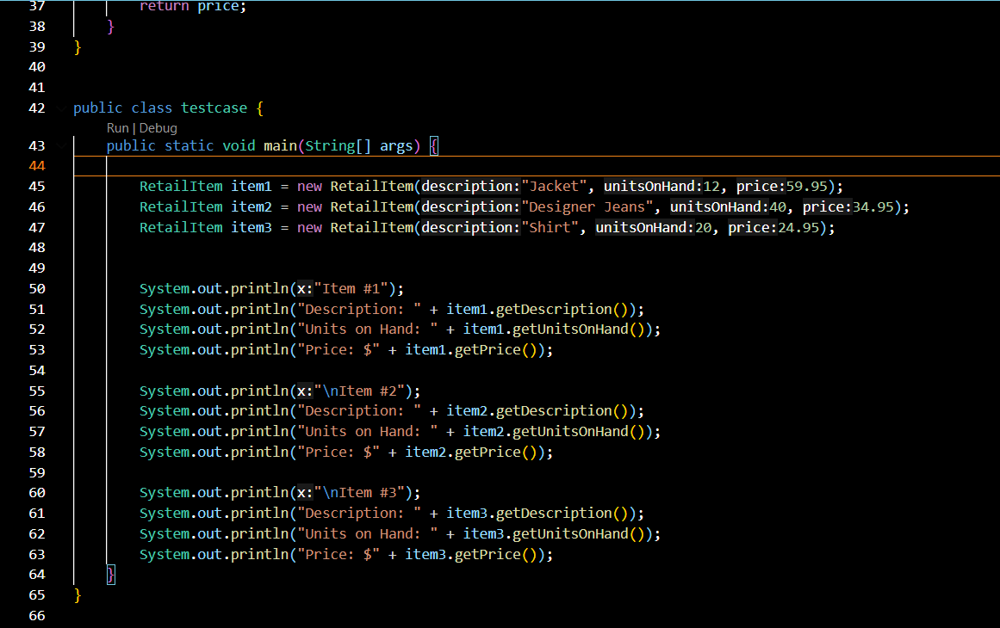 37 return price;
38 }
39 }
40
41
42 public class testcase {
Run | Debug
43 public static void main(String[] args) {
44
45 RetailItem item1 = new RetailItem(description:"Jacket", unitsOnHand:12, price:59.95);
46 RetailItem item2 = new RetailItem(description:"Designer Jeans", unitsOnHand:40, price:34.95);
47 RetailItem item3 = new RetailItem(description:"Shirt", unitsOnHand:20, price:24.95);
48
49
50 System.out.println(x:"Item #1");
51 System.out.println("Description: " + item1.getDescription());
52 System.out.println("Units on Hand: " + item1.getUnitsOnHand());
53 System.out.println("Price: $" + item1.getPrice());
54
55 System.out.println(x:"\nItem #2");
56 System.out.println("Description: " + item2.getDescription());
57 System.out.println("Units on Hand: " + item2.getUnitsOnHand());
58 System.out.println("Price: $" + item2.getPrice());
59
60 System.out.println(x:"\nItem #3");
61 System.out.println("Description: " + item3.getDescription());
62 System.out.println("Units on Hand: " + item3.getUnitsOnHand());
63 System.out.println("Price: $" + item3.getPrice());
64 }
65 }
66